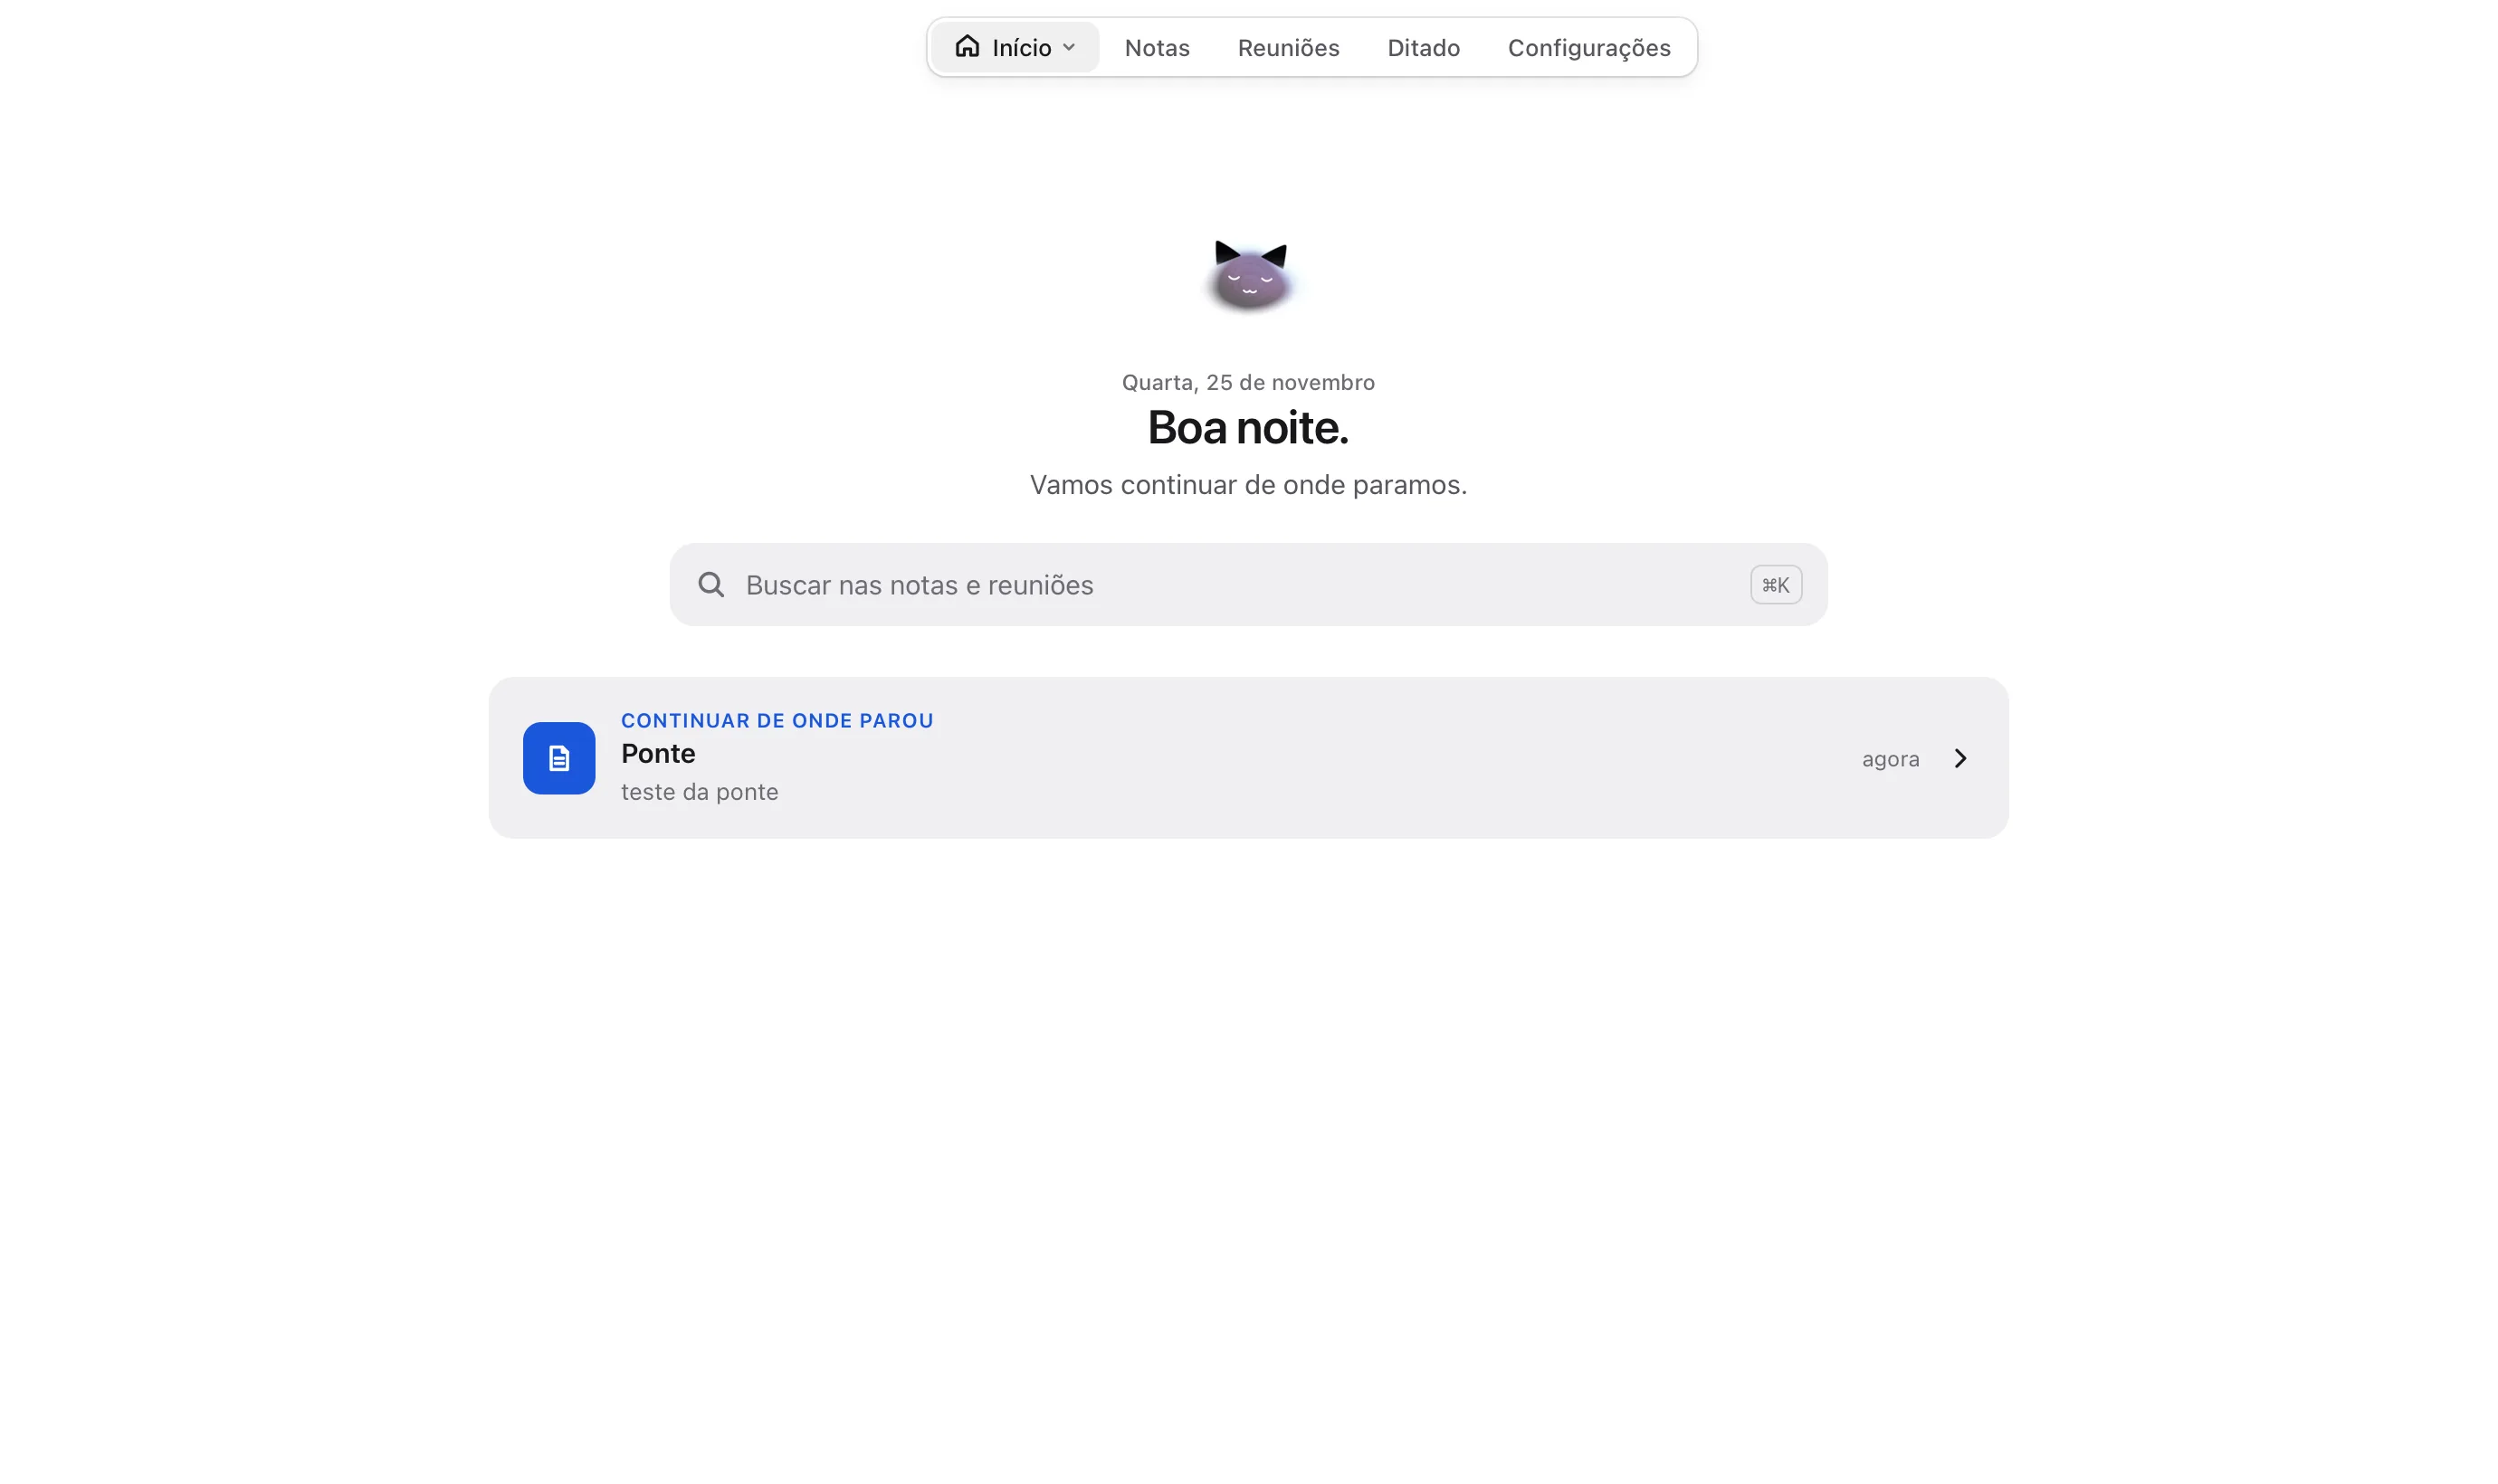 Início Notas Reuniões Ditado Configurações
Quarta, 25 de novembro
Boa noite.
Vamos continuar de onde paramos.
Buscar nas notas e reuniões ⌘K
CONTINUAR DE ONDE PAROU
Ponte
teste da ponte
agora